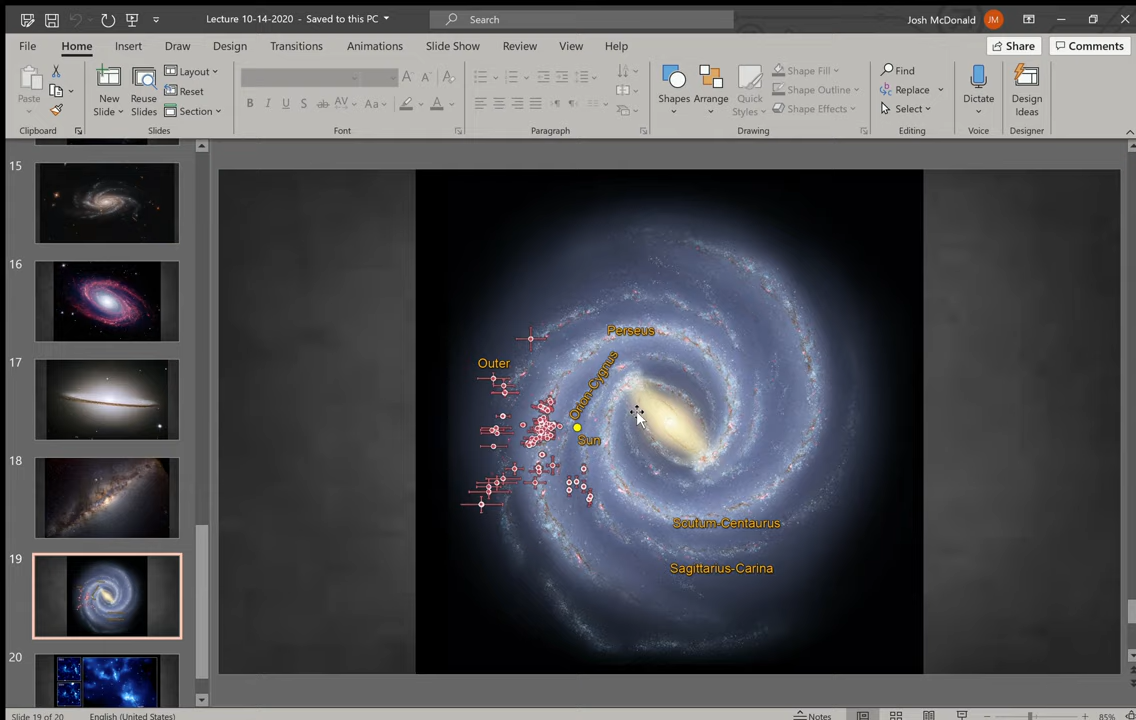 Lecture 10-14-2020 - Saved to this PC
Search
Josh McDonald
JM
File Home Insert Draw Design Transitions Animations Slide Show Review View Help
Share
Comments
Paste
Clipboard
New Slide
Reuse Slides
Layout
Reset
Section
Slides
B I U S ab AV Aa A
Font
Paragraph
Shapes
Arrange
Quick Styles
Shape Fill
Shape Outline
Shape Effects
Drawing
Find
Replace
Select
Editing
Dictate
Voice
Design Ideas
Designer
15
16
17
18
19
20
Perseus
Outer
Orion-Cygnus
Sun
Scutum-Centaurus
Sagittarius-Carina
Slide 19 of 20
English (United States)
Notes
85%